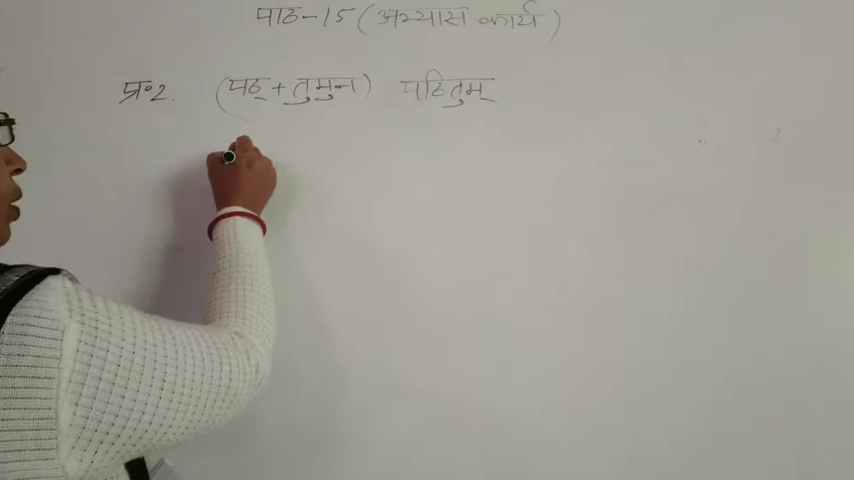 पाठ-15 (अभ्यास कार्य)
प्र०2. (पठ् + तुमुन) पठितुम्